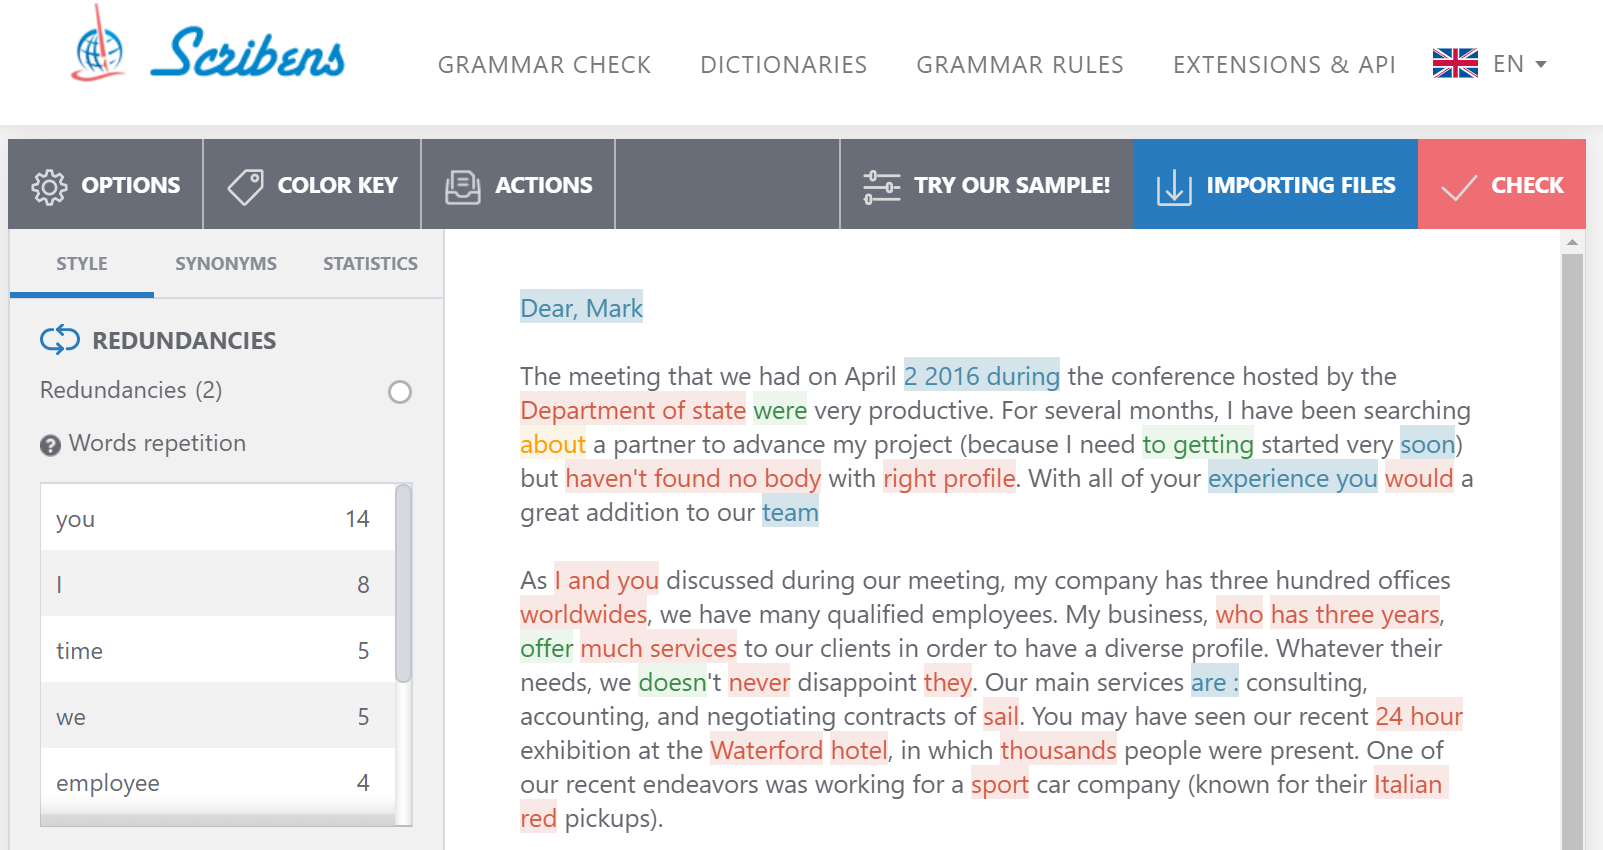 Scribens
GRAMMAR CHECK
DICTIONARIES
GRAMMAR RULES
EXTENSIONS & API
EN
OPTIONS
COLOR KEY
ACTIONS
TRY OUR SAMPLE!
IMPORTING FILES
CHECK
STYLE
SYNONYMS
STATISTICS
REDUNDANCIES
Redundancies (2)
? Words repetition
you 14
I 8
time 5
we 5
employee 4
Dear, Mark
The meeting that we had on April 2 2016 during the conference hosted by the
Department of state were very productive. For several months, I have been searching
about a partner to advance my project (because I need to getting started very soon)
but haven't found no body with right profile. With all of your experience you would a
great addition to our team
As I and you discussed during our meeting, my company has three hundred offices
worldwides, we have many qualified employees. My business, who has three years,
offer much services to our clients in order to have a diverse profile. Whatever their
needs, we doesn't never disappoint they. Our main services are : consulting,
accounting, and negotiating contracts of sail. You may have seen our recent 24 hour
exhibition at the Waterford hotel, in which thousands people were present. One of
our recent endeavors was working for a sport car company (known for their Italian
red pickups).